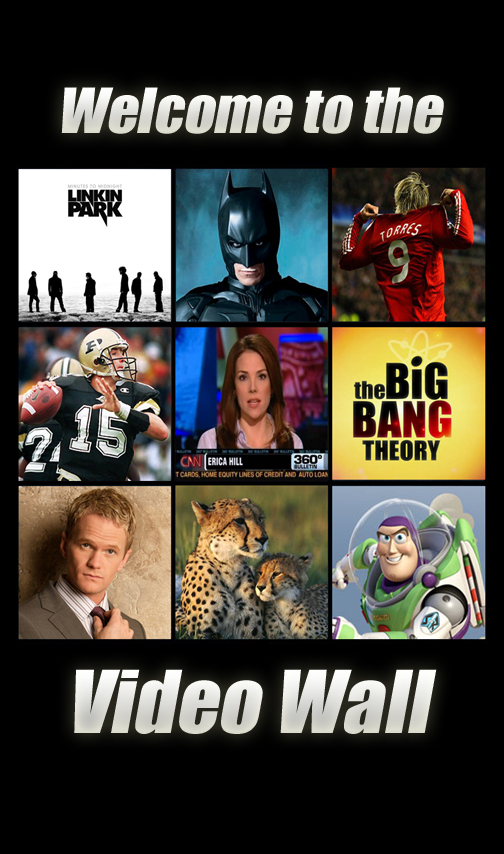 Welcome to the
MINUTES TO MIDNIGHT
LINKIN
PARK
TORRES
9
15
2
CNN ERICA HILL
360°
BULLETIN
T CARDS, HOME EQUITY LINES OF CREDIT AND AUTO LOAN
the BIG
BANG
THEORY
Video Wall